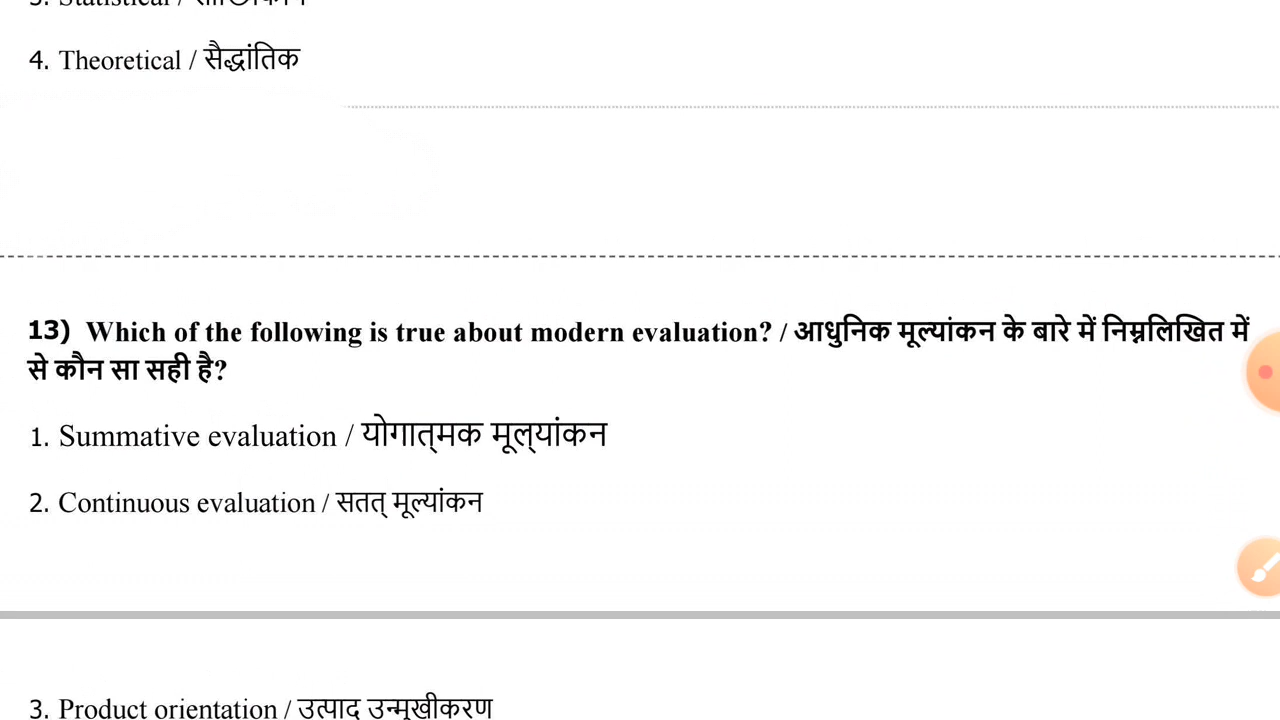 4. Theoretical / सैद्धांतिक
13) Which of the following is true about modern evaluation? / आधुनिक मूल्यांकन के बारे में निम्नलिखित में
से कौन सा सही है?
1. Summative evaluation / योगात्‌मक मूल्‌यांकन
2. Continuous evaluation / सतत् मूल्यांकन
3. Product orientation / उत्पाद उन्मुखीकरण